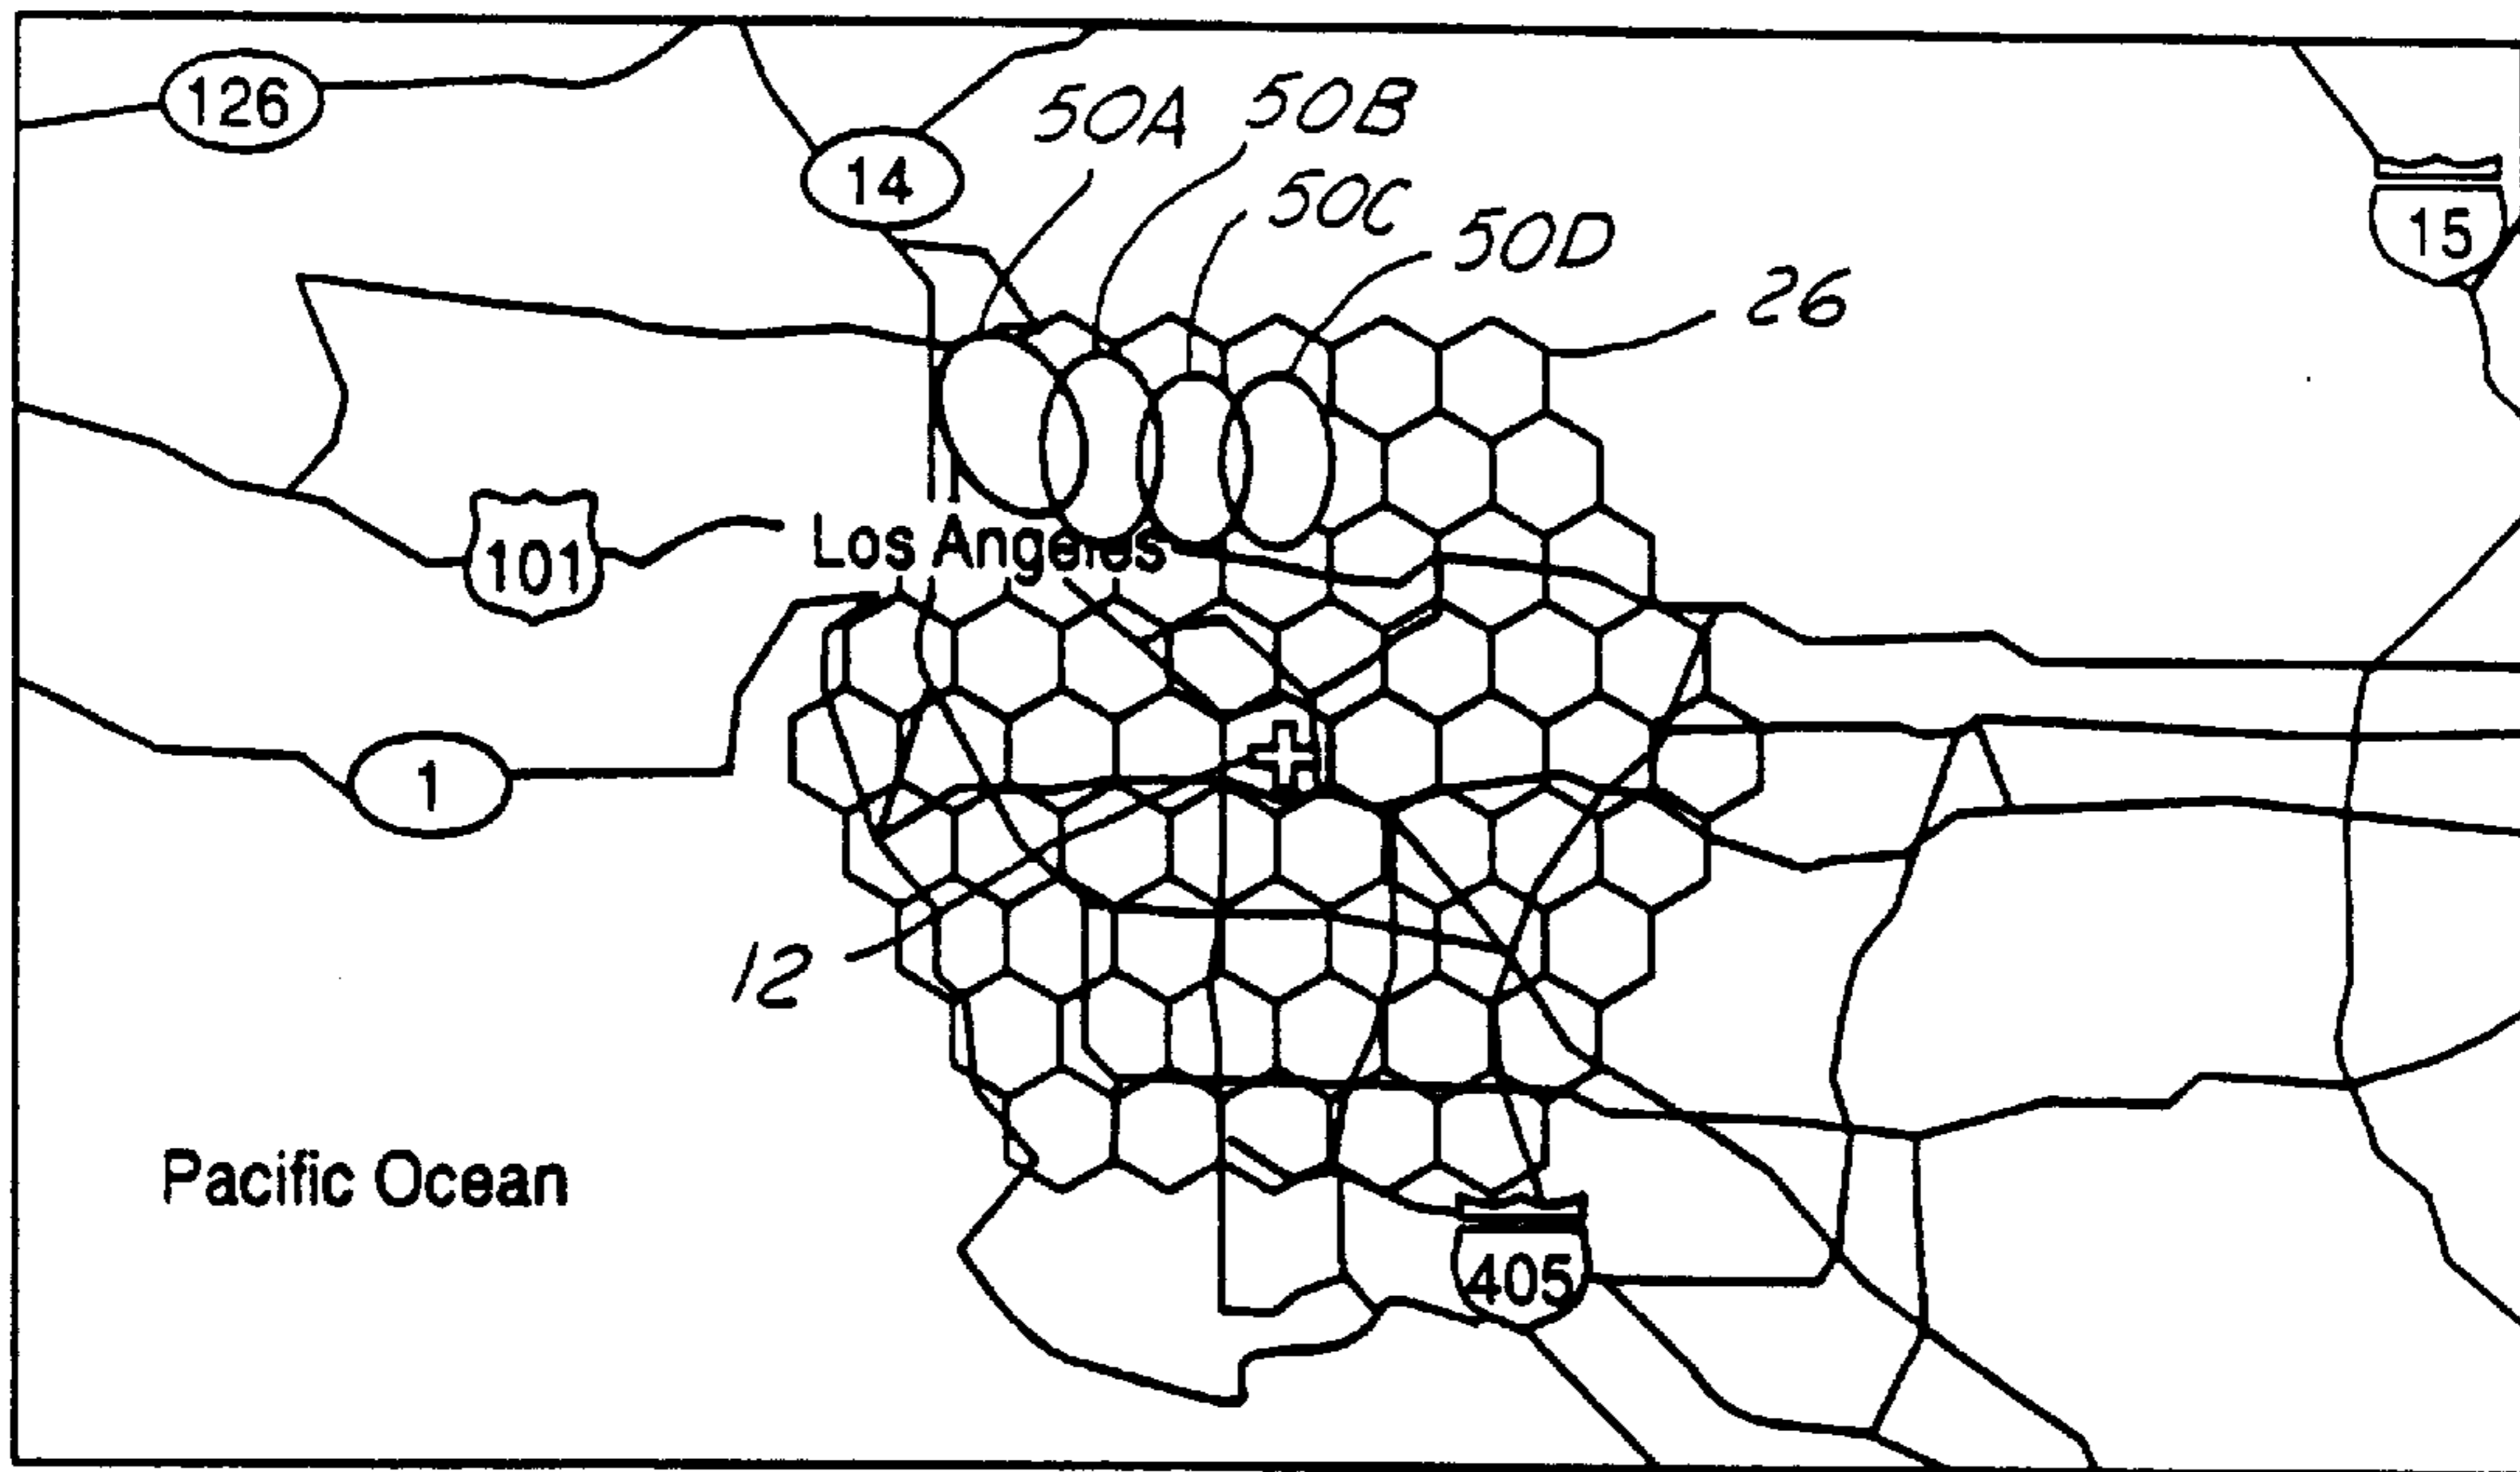 126
50A
50B
14
50C
50D
15
26
Los Angeles
101
1
12
Pacific Ocean
405